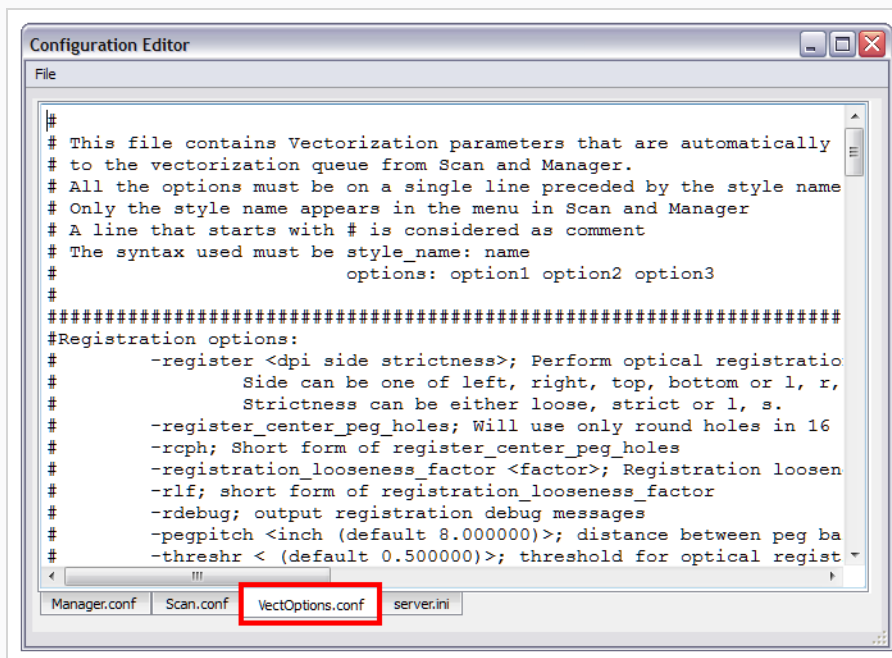 Configuration Editor
File
#
# This file contains Vectorization parameters that are automatically
# to the vectorization queue from Scan and Manager.
# All the options must be on a single line preceded by the style name
# Only the style name appears in the menu in Scan and Manager
# A line that starts with # is considered as comment
# The syntax used must be style_name: name
# options: option1 option2 option3
#
#####################################################################
#Registration options:
# -register <dpi side strictness>; Perform optical registratio
# Side can be one of left, right, top, bottom or l, r,
# Strictness can be either loose, strict or l, s.
# -register_center_peg_holes; Will use only round holes in 16
# -rcph; Short form of register_center_peg_holes
# -registration_looseness_factor <factor>; Registration loosen
# -rlf; short form of registration_looseness_factor
# -rdebug; output registration debug messages
# -pegpitch <inch (default 8.000000)>; distance between peg ba
# -threshr < (default 0.500000)>; threshold for optical regist
Manager.conf Scan.conf VectOptions.conf server.ini